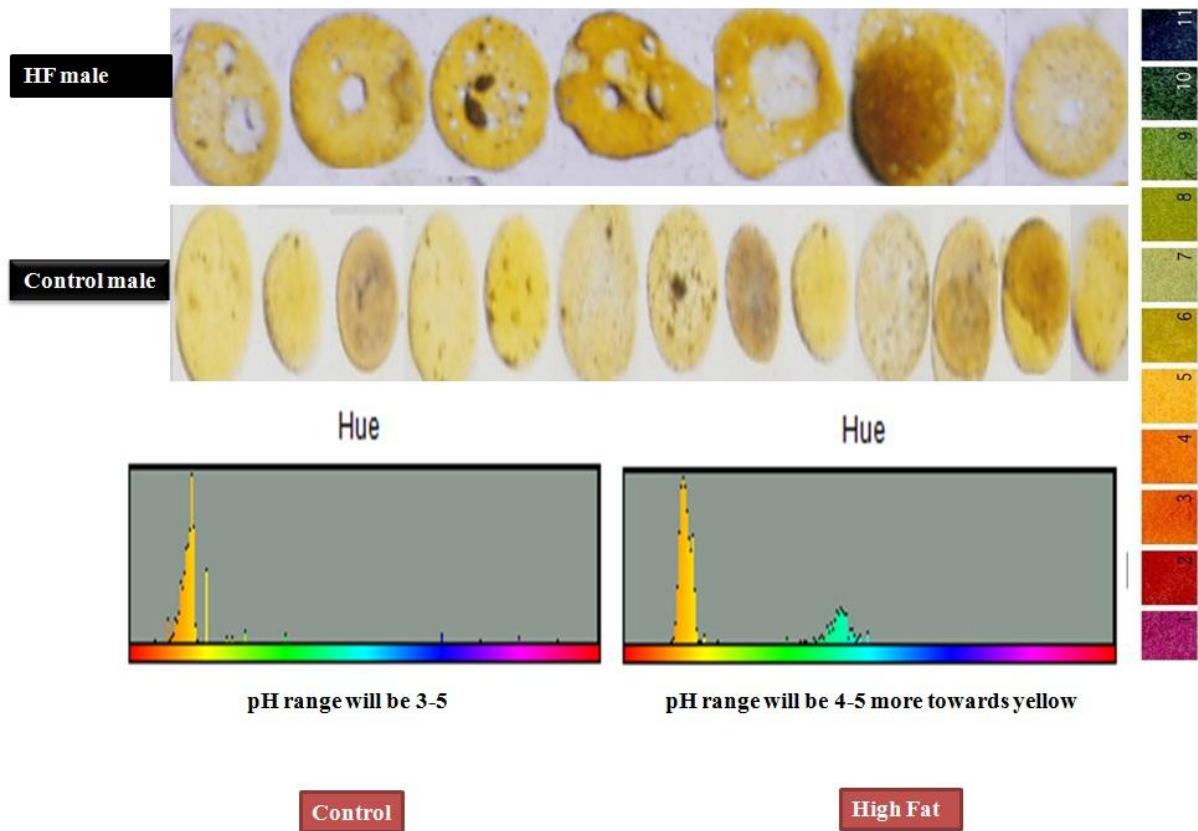 HF male
Control male
11
10
9
8
7
6
5
4
3
2
1
Hue
Hue
pH range will be 3-5
pH range will be 4-5 more towards yellow
Control
High Fat